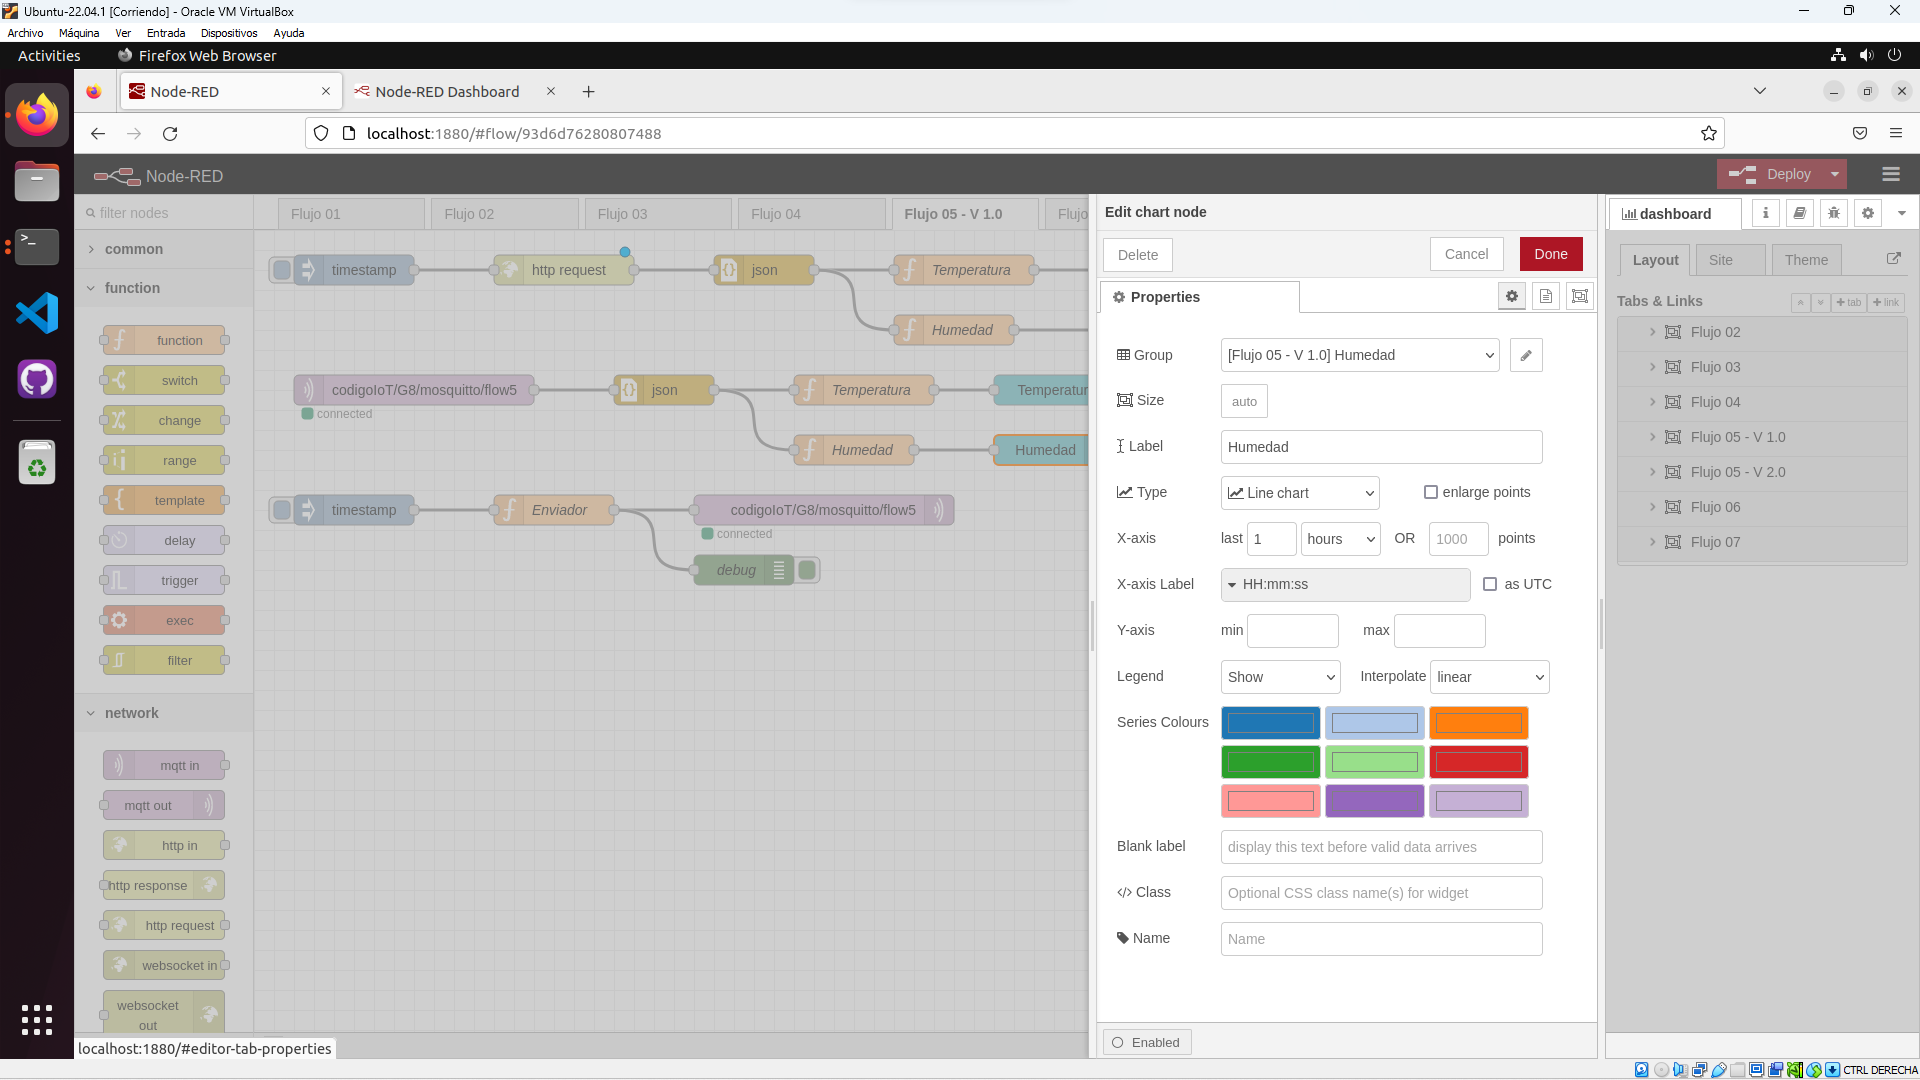 Ubuntu-22.04.1 [Corriendo] - Oracle VM VirtualBox
Archivo Máquina Ver Entrada Dispositivos Ayuda
Activities Firefox Web Browser
Node-RED Node-RED Dashboard
localhost:1880/#flow/93d6d76280807488
Node-RED Deploy
filter nodes
Flujo 01 Flujo 02 Flujo 03 Flujo 04 Flujo 05 - V 1.0 Flujo
common
function
function
switch
change
range
template
delay
trigger
exec
filter
network
mqtt in
mqtt out
http in
http response
http request
websocket in
websocket
out
timestamp http request json Temperatura
Humedad
codigoIoT/G8/mosquitto/flow5 json Temperatura Temperatur
connected
Humedad Humedad
timestamp Enviador codigoIoT/G8/mosquitto/flow5
connected
debug
Edit chart node
Delete Cancel Done
Properties
Group [Flujo 05 - V 1.0] Humedad
Size auto
Label Humedad
Type Line chart enlarge points
X-axis last 1 hours OR 1000 points
X-axis Label HH:mm:ss as UTC
Y-axis min max
Legend Show Interpolate linear
Series Colours
Blank label display this text before valid data arrives
</> Class Optional CSS class name(s) for widget
Name Name
Enabled
dashboard
Layout Site Theme
Tabs & Links tab link
Flujo 02
Flujo 03
Flujo 04
Flujo 05 - V 1.0
Flujo 05 - V 2.0
Flujo 06
Flujo 07
localhost:1880/#editor-tab-properties
CTRL DERECHA